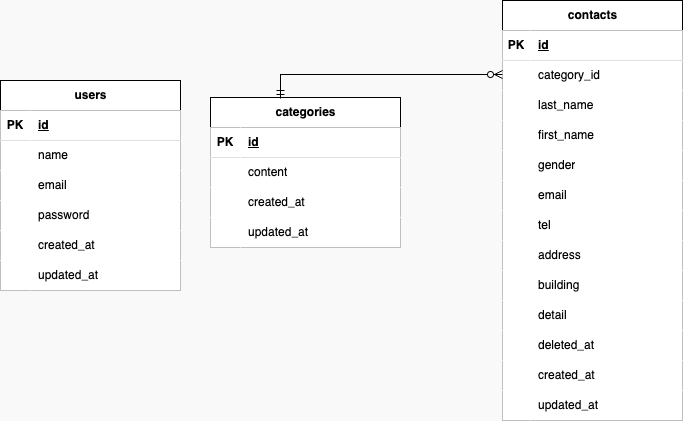 users
PK id
name
email
password
created_at
updated_at
categories
PK id
content
created_at
updated_at
contacts
PK id
category_id
last_name
first_name
gender
email
tel
address
building
detail
deleted_at
created_at
updated_at